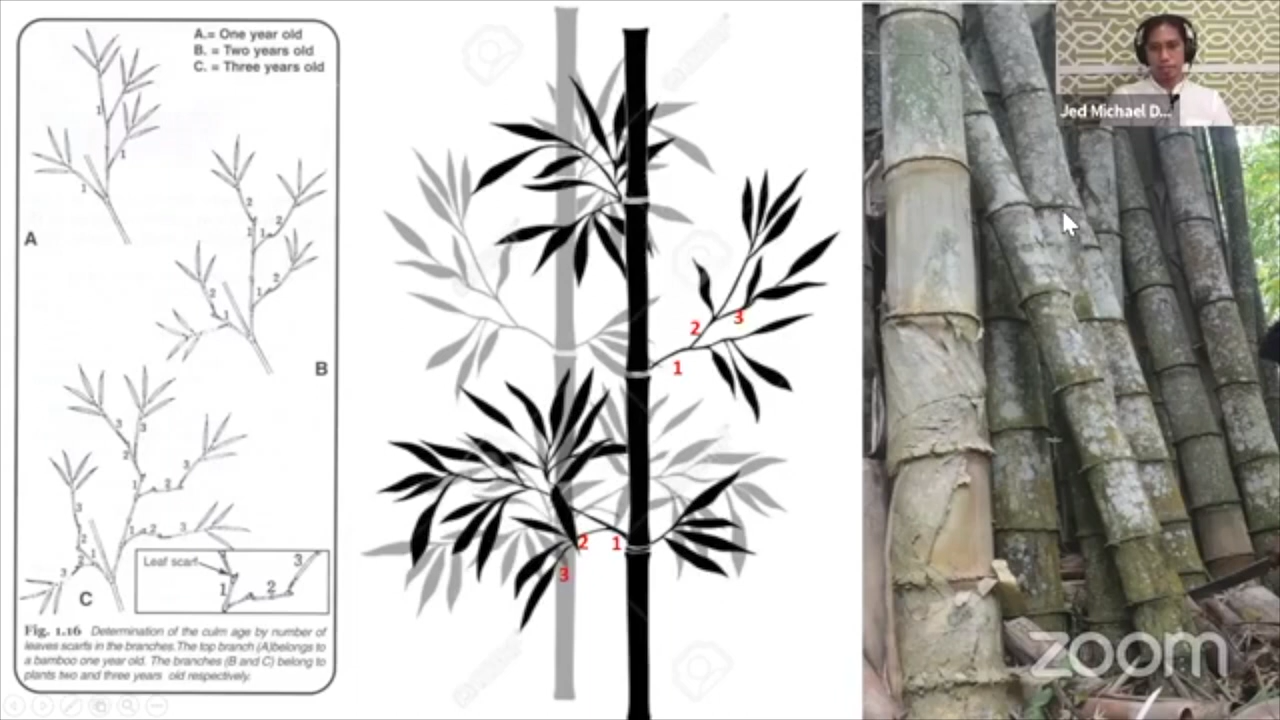 A.= One year old
B. = Two years old
C. = Three years old
1
1
1
A
2
2
1
1
2
2
1
B
3
3
2
3
1
2
3
1
2
3
2
1
2
3
C
Leaf scarf
1
2
3
Fig. 1.16 Determination of the culm age by number of
leaves scarfs in the branches.The top branch (A)belongs to
a bamboo one year old. The branches (B and C) belong to
plants two and three years old respectively.
2
3
1
2
1
3
Jed Michael D...
zoom